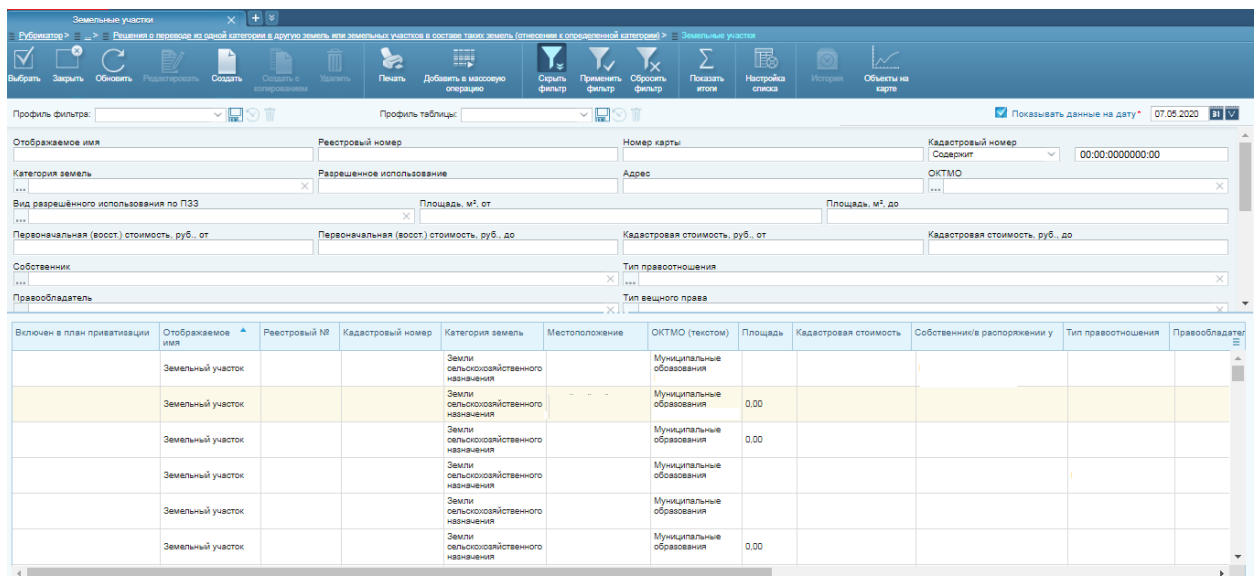 Земельные участки
Рубрикатор > ... > Решения о переводе из одной категории в другую земель или земельных участков в составе таких земель (отнесении к определенной категории) > Земельные участки
Выбрать Закрыть Обновить Редактировать Создать Создать с копированием Удалить Печать Добавить в массовую операцию Скрыть фильтр Применить фильтр Сбросить фильтр Показать итоги Настройка списка История Объекты на карте
Профиль фильтра: Профиль таблицы: Показывать данные на дату* 07.05.2020 31
Отображаемое имя Реестровый номер Номер карты Кадастровый номер
Содержит 00:00:0000000:00
Категория земель Разрешенное использование Адрес ОКТМО
...  ...
Вид разрешённого использования по ПЗЗ Площадь, м², от Площадь, м², до
...
Первоначальная (восст.) стоимость, руб., от Первоначальная (восст.) стоимость, руб., до Кадастровая стоимость, руб., от Кадастровая стоимость, руб., до
Собственник Тип правоотношения
... ...
Правообладатель Тип вещного права
Включен в план приватизации Отображаемое имя Реестровый № Кадастровый номер Категория земель Местоположение ОКТМО (текстом) Площадь Кадастровая стоимость Собственник/в распоряжении у Тип правоотношения Правообладател
Земельный участок Земли сельскохозяйственного назначения Муниципальные образования
Земельный участок Земли сельскохозяйственного назначения Муниципальные образования 0,00
Земельный участок Земли сельскохозяйственного назначения Муниципальные образования 0,00
Земельный участок Земли сельскохозяйственного назначения Муниципальные образования
Земельный участок Земли сельскохозяйственного назначения Муниципальные образования
Земельный участок Земли сельскохозяйственного назначения Муниципальные образования 0,00